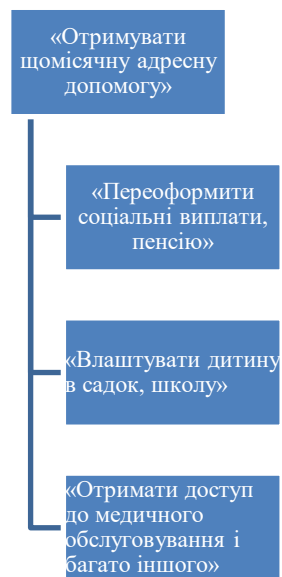 «Отримувати
щомісячну адресну
допомогу»
«Переоформити
соціальні виплати,
пенсію»
«Влаштувати дитину
в садок, школу»
«Отримати доступ
до медичного
обслуговування і
багато іншого»